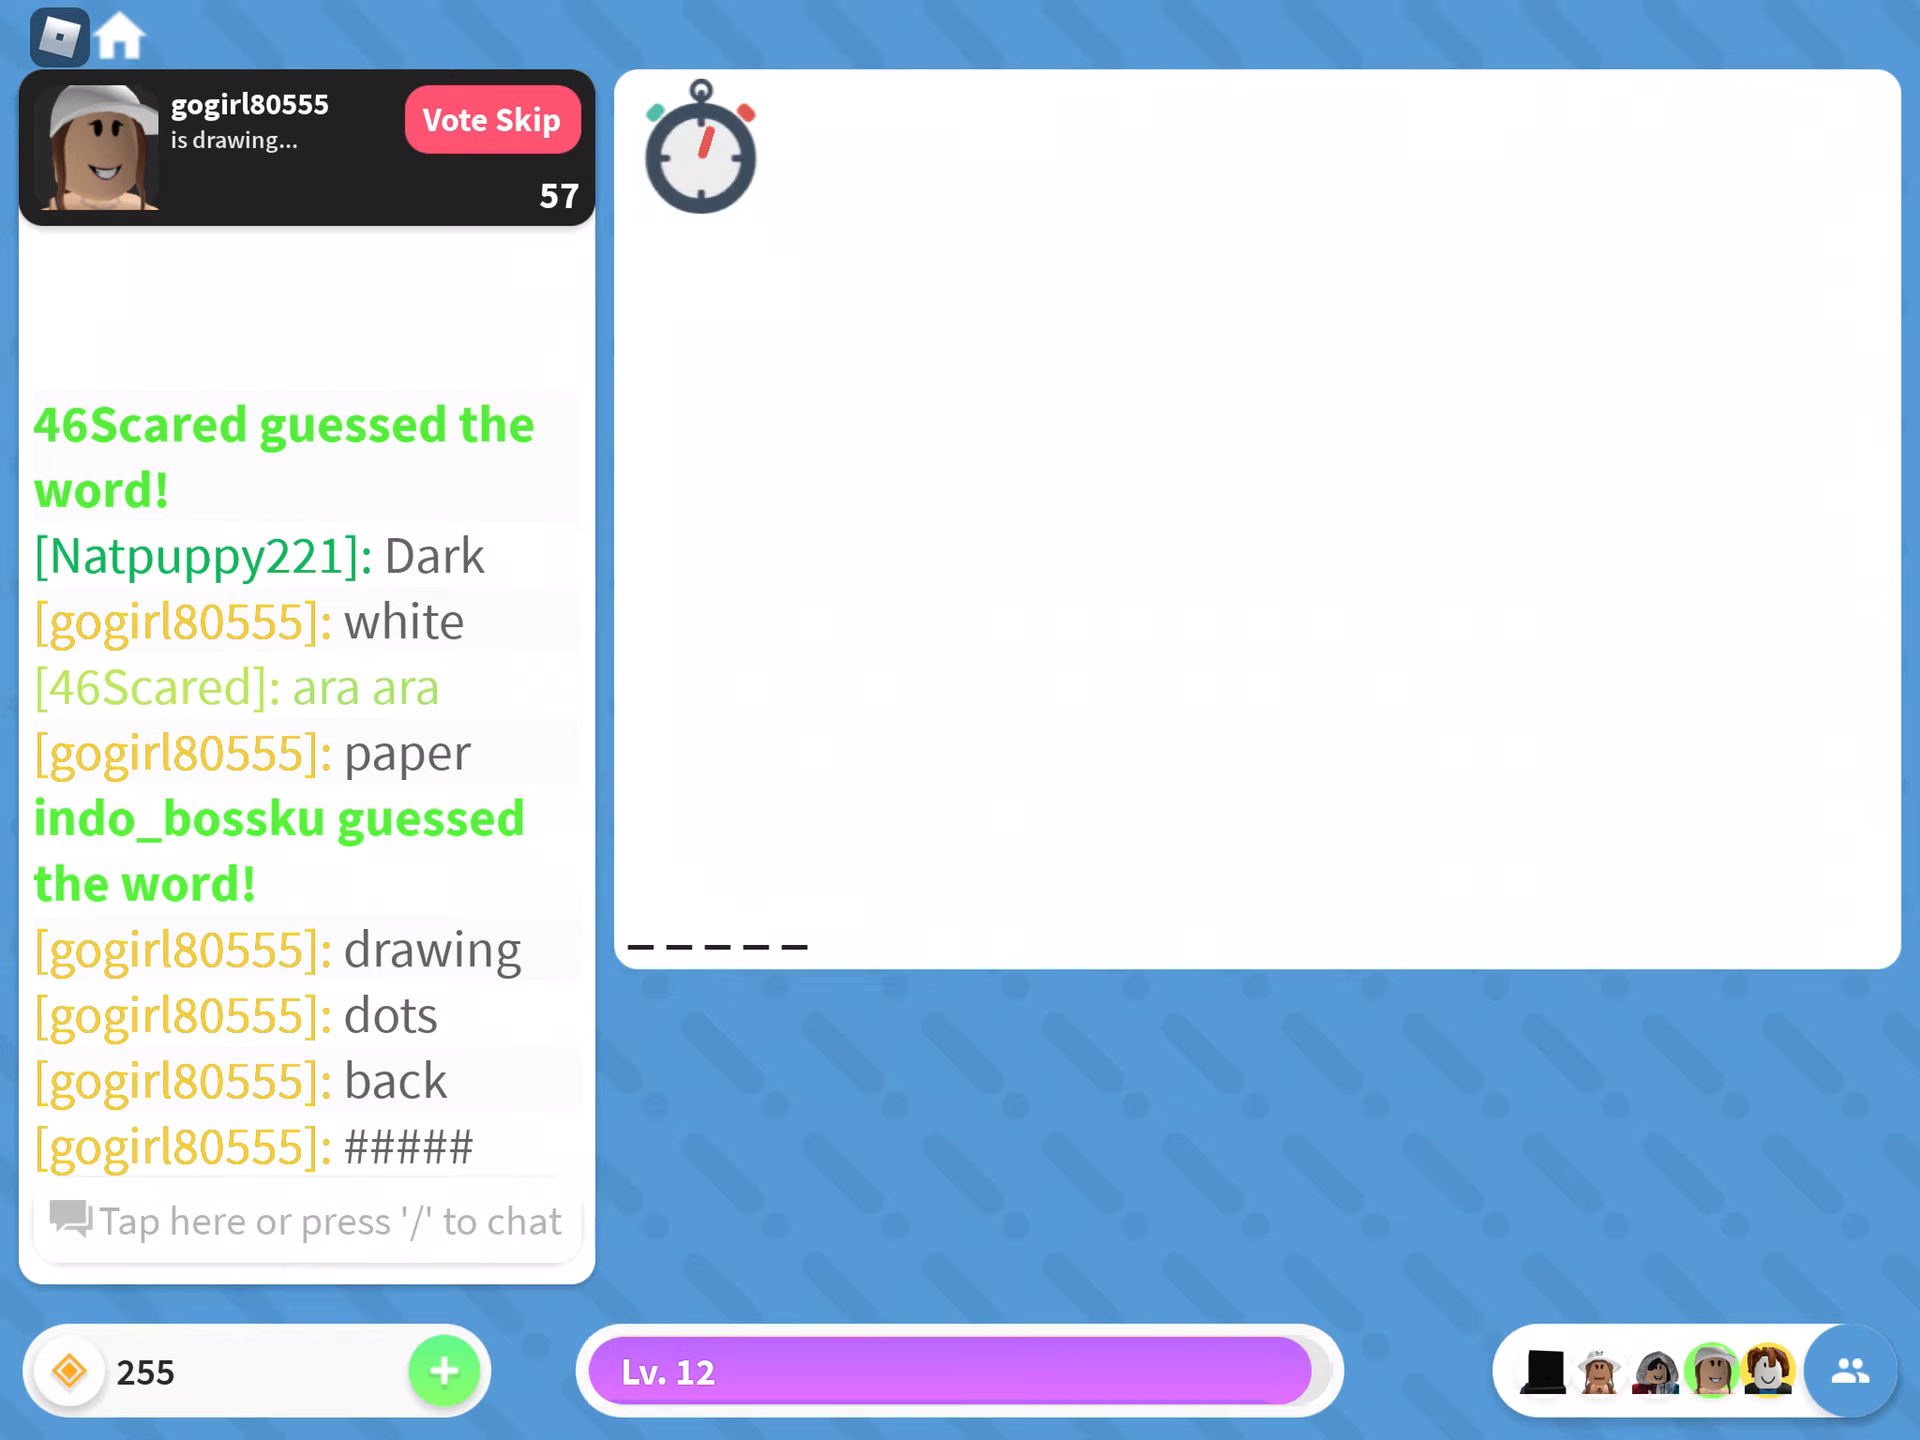 gogirl80555
is drawing...
Vote Skip
57
46Scared guessed the
word!
[Natpuppy221]: Dark
[gogirl80555]: white
[46Scared]: ara ara
[gogirl80555]: paper
indo_bossku guessed
the word!
[gogirl80555]: drawing
[gogirl80555]: dots
[gogirl80555]: back
[gogirl80555]: #####
Tap here or press '/' to chat
_ _ _ _ _
255
Lv. 12